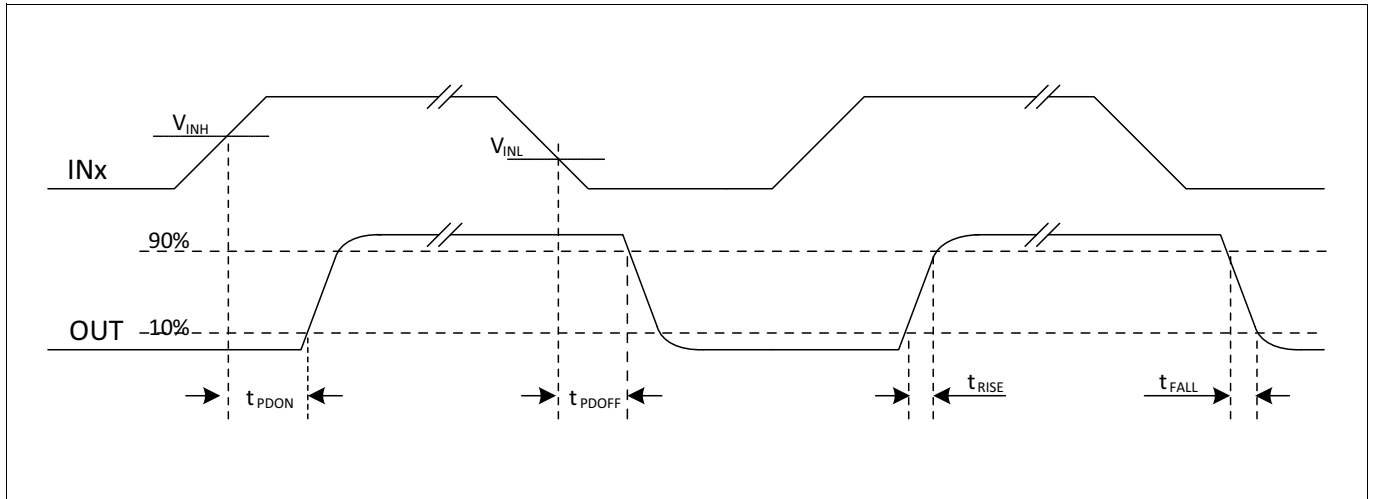 V_INH
V_INL
INx
90%
OUT
10%
t_PDON
t_PDOFF
t_RISE
t_FALL